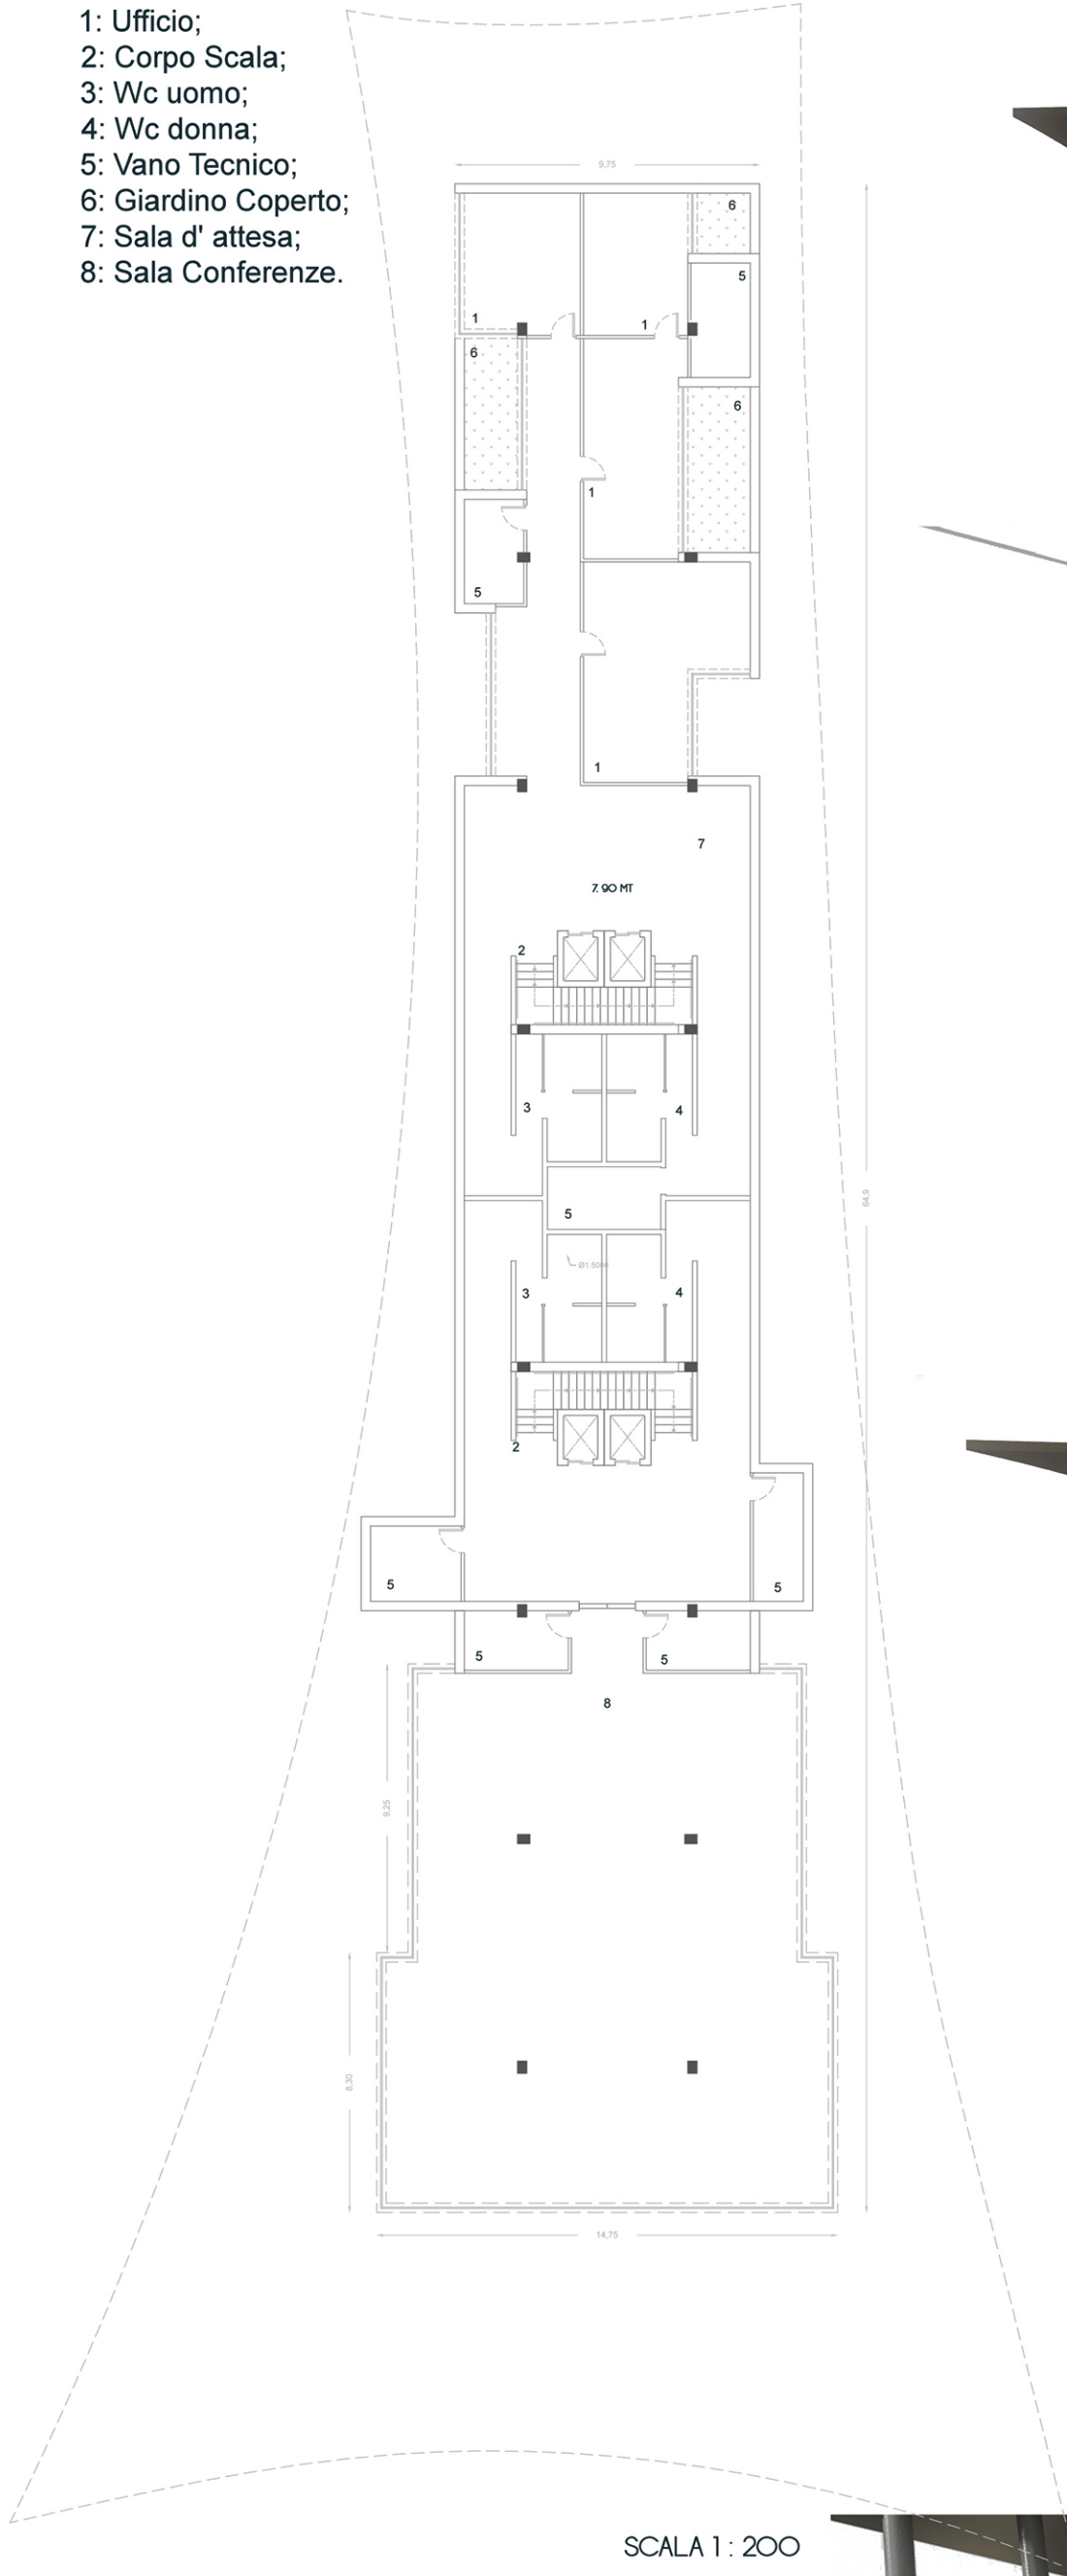 1: Ufficio;
2: Corpo Scala;
3: Wc uomo;
4: Wc donna;
5: Vano Tecnico;
6: Giardino Coperto;
7: Sala d' attesa;
8: Sala Conferenze.
9,75
6
5
1
1
6
6
1
5
1
7
7. 90 MT
2
3
4
64,9
5
Ø1.5000
3
4
2
5
5
5
5
8
9,25
8,30
14,75
SCALA 1 : 200